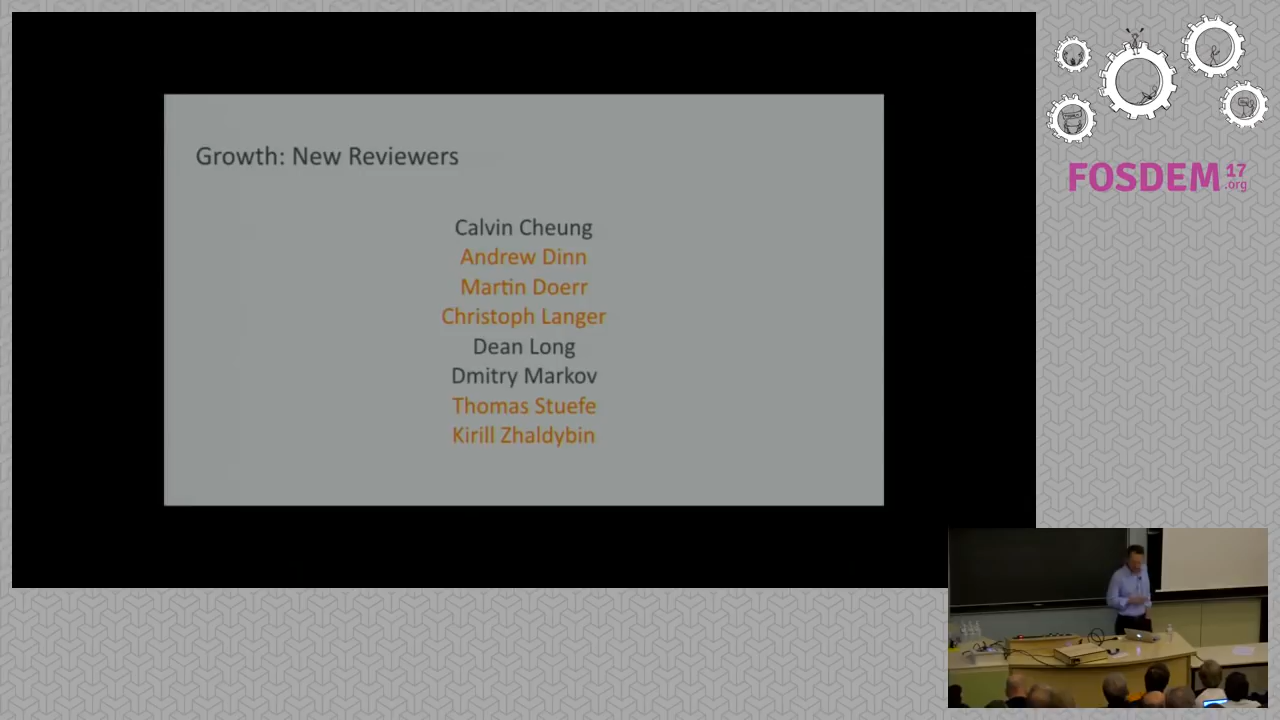 Growth: New Reviewers
Calvin Cheung
Andrew Dinn
Martin Doerr
Christoph Langer
Dean Long
Dmitry Markov
Thomas Stuefe
Kirill Zhaldybin
FOSDEM 17
.org